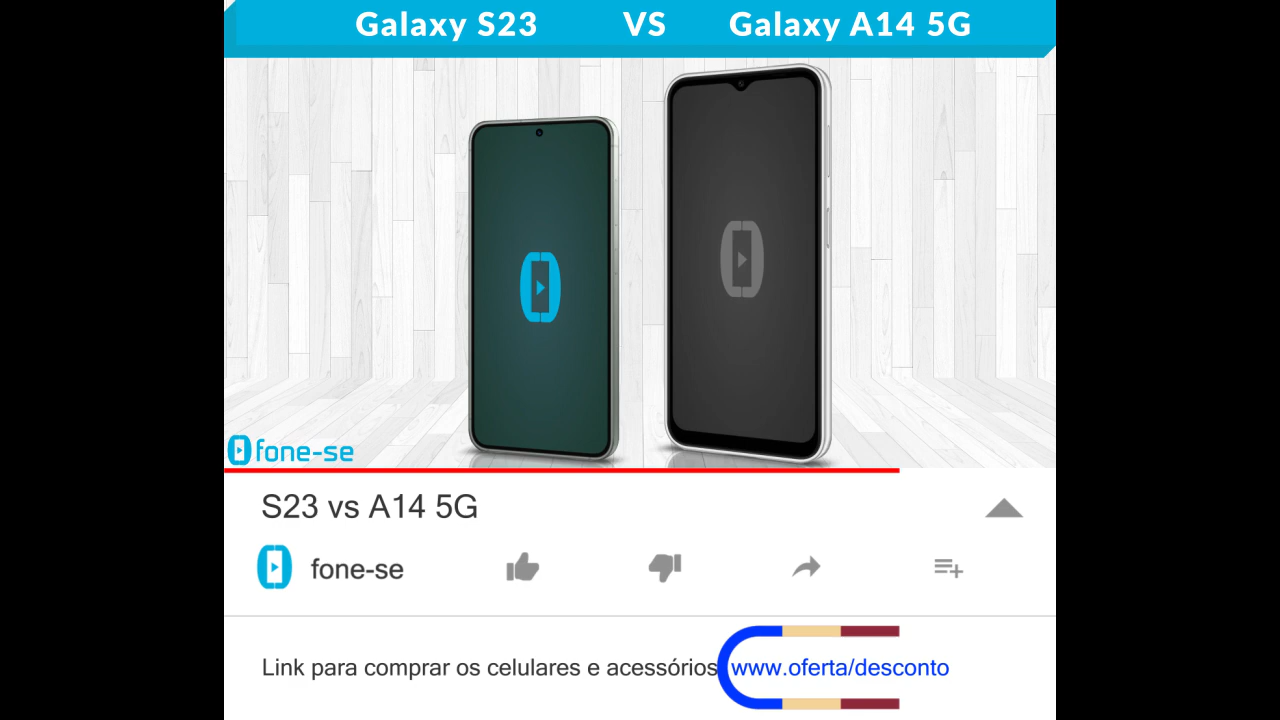 Galaxy S23 VS Galaxy A14 5G
fone-se
S23 vs A14 5G
fone-se
Link para comprar os celulares e acessórios www.oferta/desconto